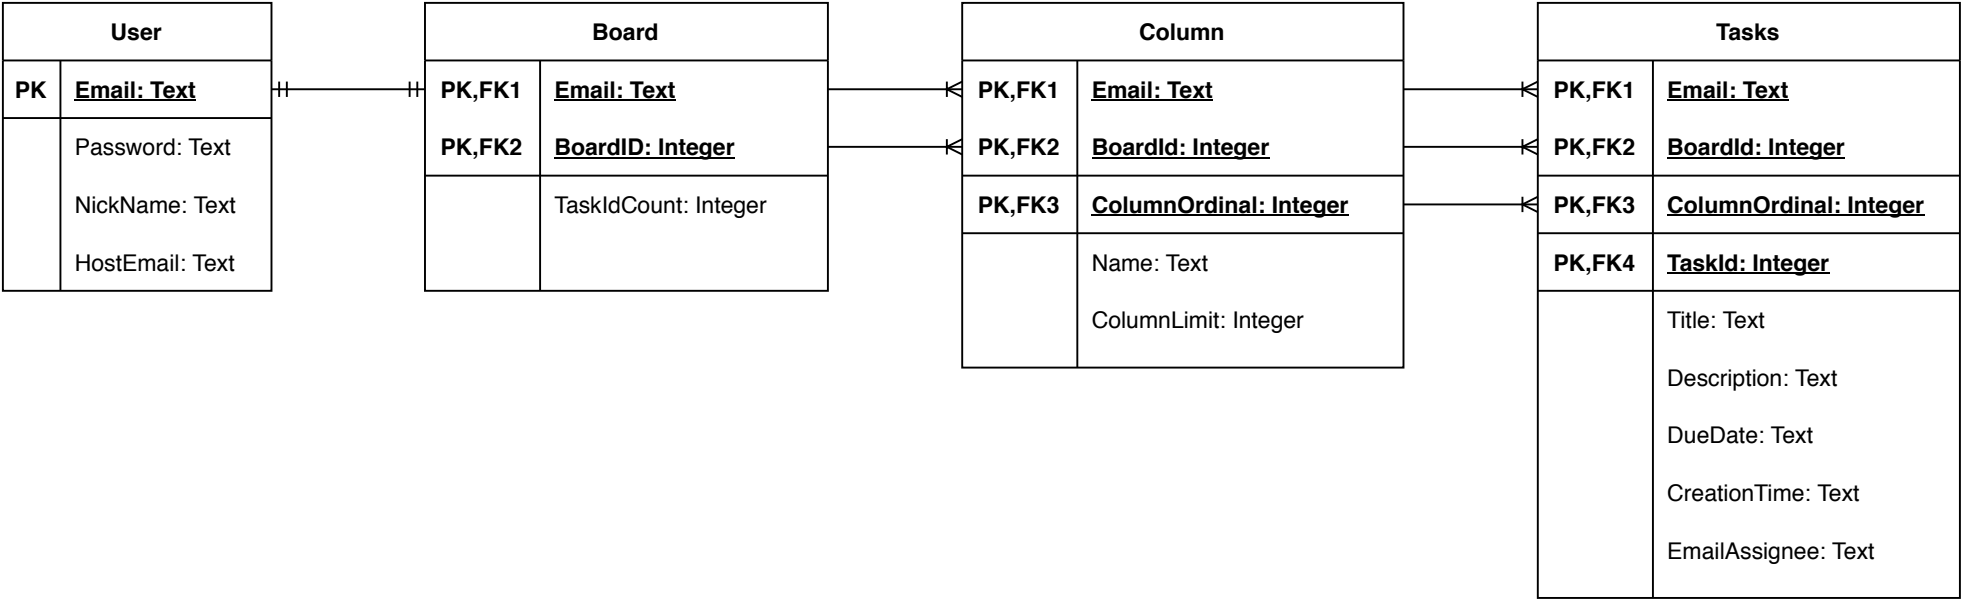 User
PK Email: Text
Password: Text
NickName: Text
HostEmail: Text
Board
PK,FK1 Email: Text
PK,FK2 BoardID: Integer
TaskIdCount: Integer
Column
PK,FK1 Email: Text
PK,FK2 BoardId: Integer
PK,FK3 ColumnOrdinal: Integer
Name: Text
ColumnLimit: Integer
Tasks
PK,FK1 Email: Text
PK,FK2 BoardId: Integer
PK,FK3 ColumnOrdinal: Integer
PK,FK4 TaskId: Integer
Title: Text
Description: Text
DueDate: Text
CreationTime: Text
EmailAssignee: Text